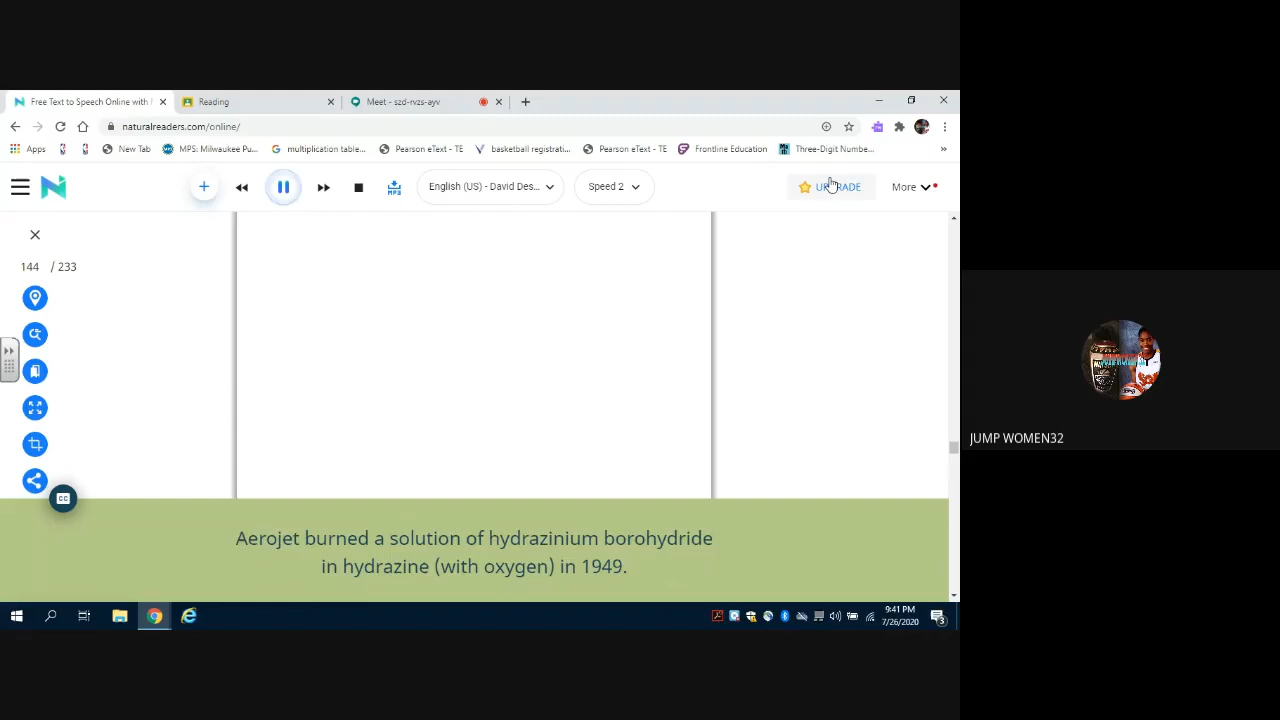 Free Text to Speech Online with
Reading
Meet - szd-rvzs-ayv
naturalreaders.com/online/
Apps
New Tab
MPS: Milwaukee Pu...
multiplication table...
Pearson eText - TE
basketball registrati...
Pearson eText - TE
Frontline Education
Three-Digit Numbe...
»
MP3
English (US) - David Des...
Speed 2
UPGRADE
More
144 / 233
CC
Aerojet burned a solution of hydrazinium borohydride
in hydrazine (with oxygen) in 1949.
JUMP WOMEN32
9:41 PM
7/26/2020
3